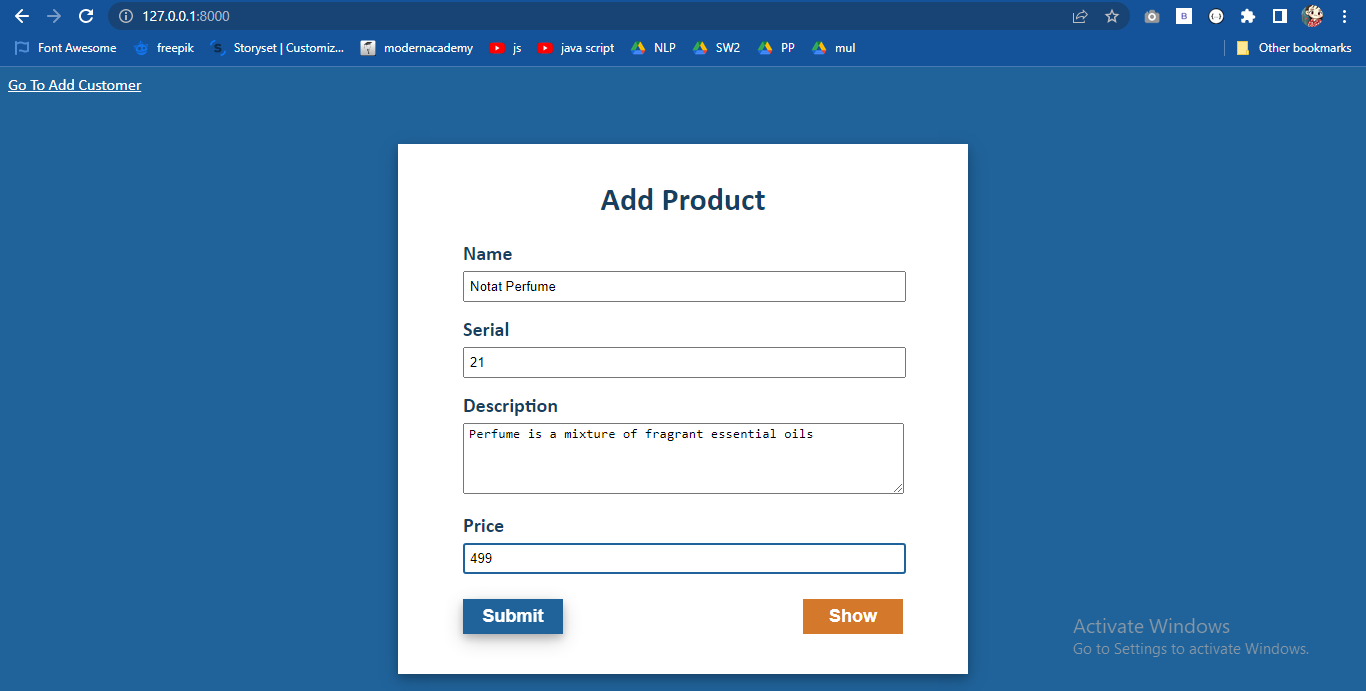 127.0.0.1:8000
Font Awesome freepik Storyset | Customiz... modernacademy js java script NLP SW2 PP mul Other bookmarks
Go To Add Customer
Add Product
Name
Notat Perfume
Serial
21
Description
Perfume is a mixture of fragrant essential oils
Price
499
Submit Show
Activate Windows
Go to Settings to activate Windows.